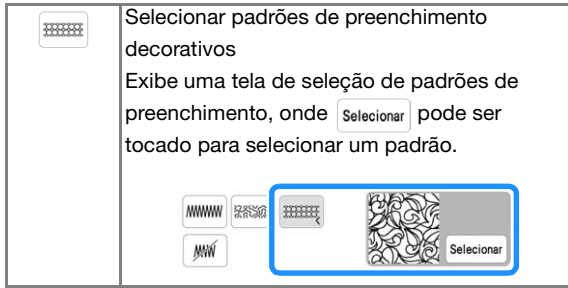 Selecionar padrões de preenchimento
decorativos
Exibe uma tela de seleção de padrões de
preenchimento, onde Selecionar pode ser
tocado para selecionar um padrão.
Selecionar